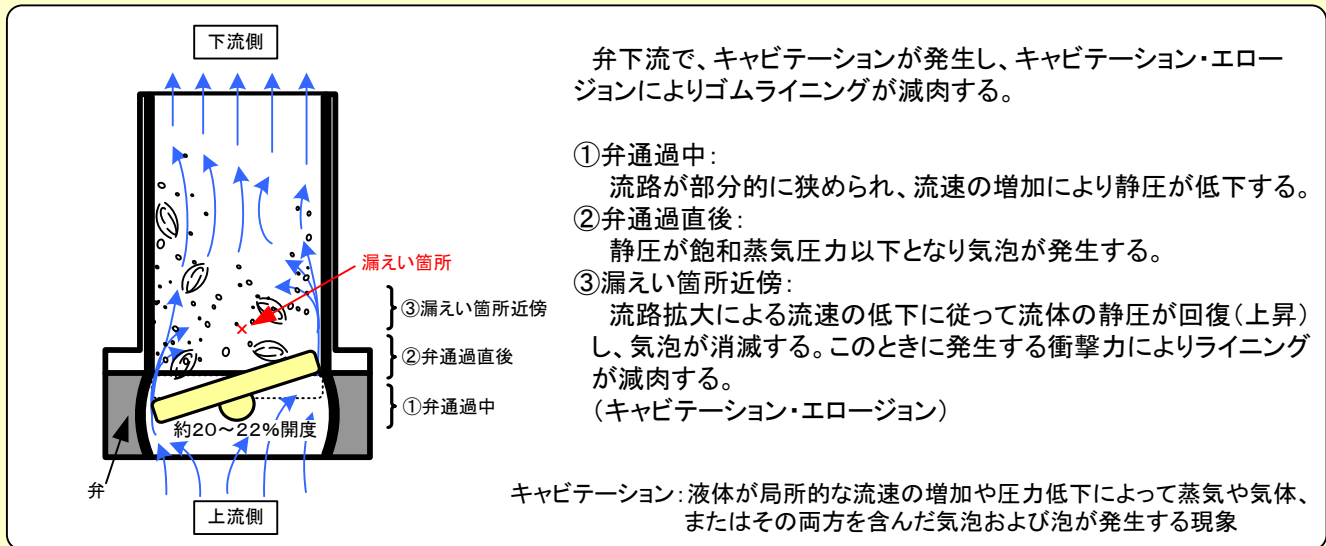 下流側
漏えい箇所
③漏えい箇所近傍
②弁通過直後
①弁通過中
約20～22%開度
弁
上流側
弁下流で、キャビテーションが発生し、キャビテーション・エロー
ジョンによりゴムライニングが減肉する。
①弁通過中：
流路が部分的に狭められ、流速の増加により静圧が低下する。
②弁通過直後：
静圧が飽和蒸気圧力以下となり気泡が発生する。
③漏えい箇所近傍：
流路拡大による流速の低下に従って流体の静圧が回復（上昇）
し、気泡が消滅する。このときに発生する衝撃力によりライニング
が減肉する。
（キャビテーション・エロージョン）
キャビテーション：液体が局所的な流速の増加や圧力低下によって蒸気や気体、
またはその両方を含んだ気泡および泡が発生する現象